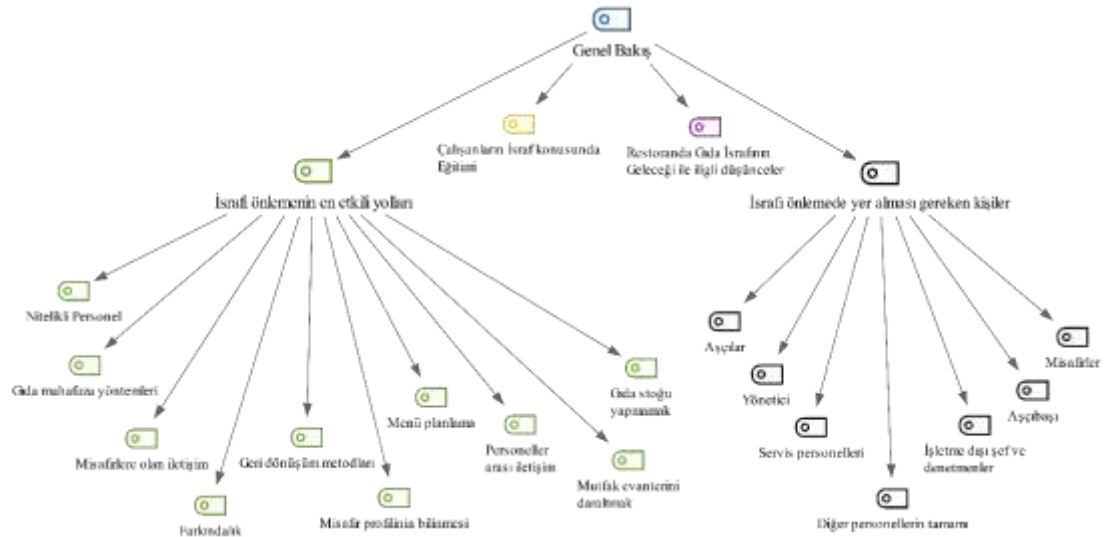 Genel Bakış
Çalışanların İsraf konusunda
Eğitimi
Restoranda Gıda İsrafının
Geleceği ile ilgili düşünceler
İsrafı önlemenin en etkili yolları
İsrafı önlemede yer alması gereken kişiler
Nitelikli Personel
Gıda muhafaza yöntemleri
Misafirlere olan iletişim
Farkındalık
Geri dönüşüm metodları
Misafir profilinin bilinmesi
Menü planlama
Personeller
arası iletişim
Gıda stoğu
yapmamak
Mutfak evanterini
daraltmak
Aşçılar
Yönetici
Servis personelleri
Diğer personellerin tamamı
İşletme dışı şef ve
denetmenler
Aşçıbaşı
Misafirler